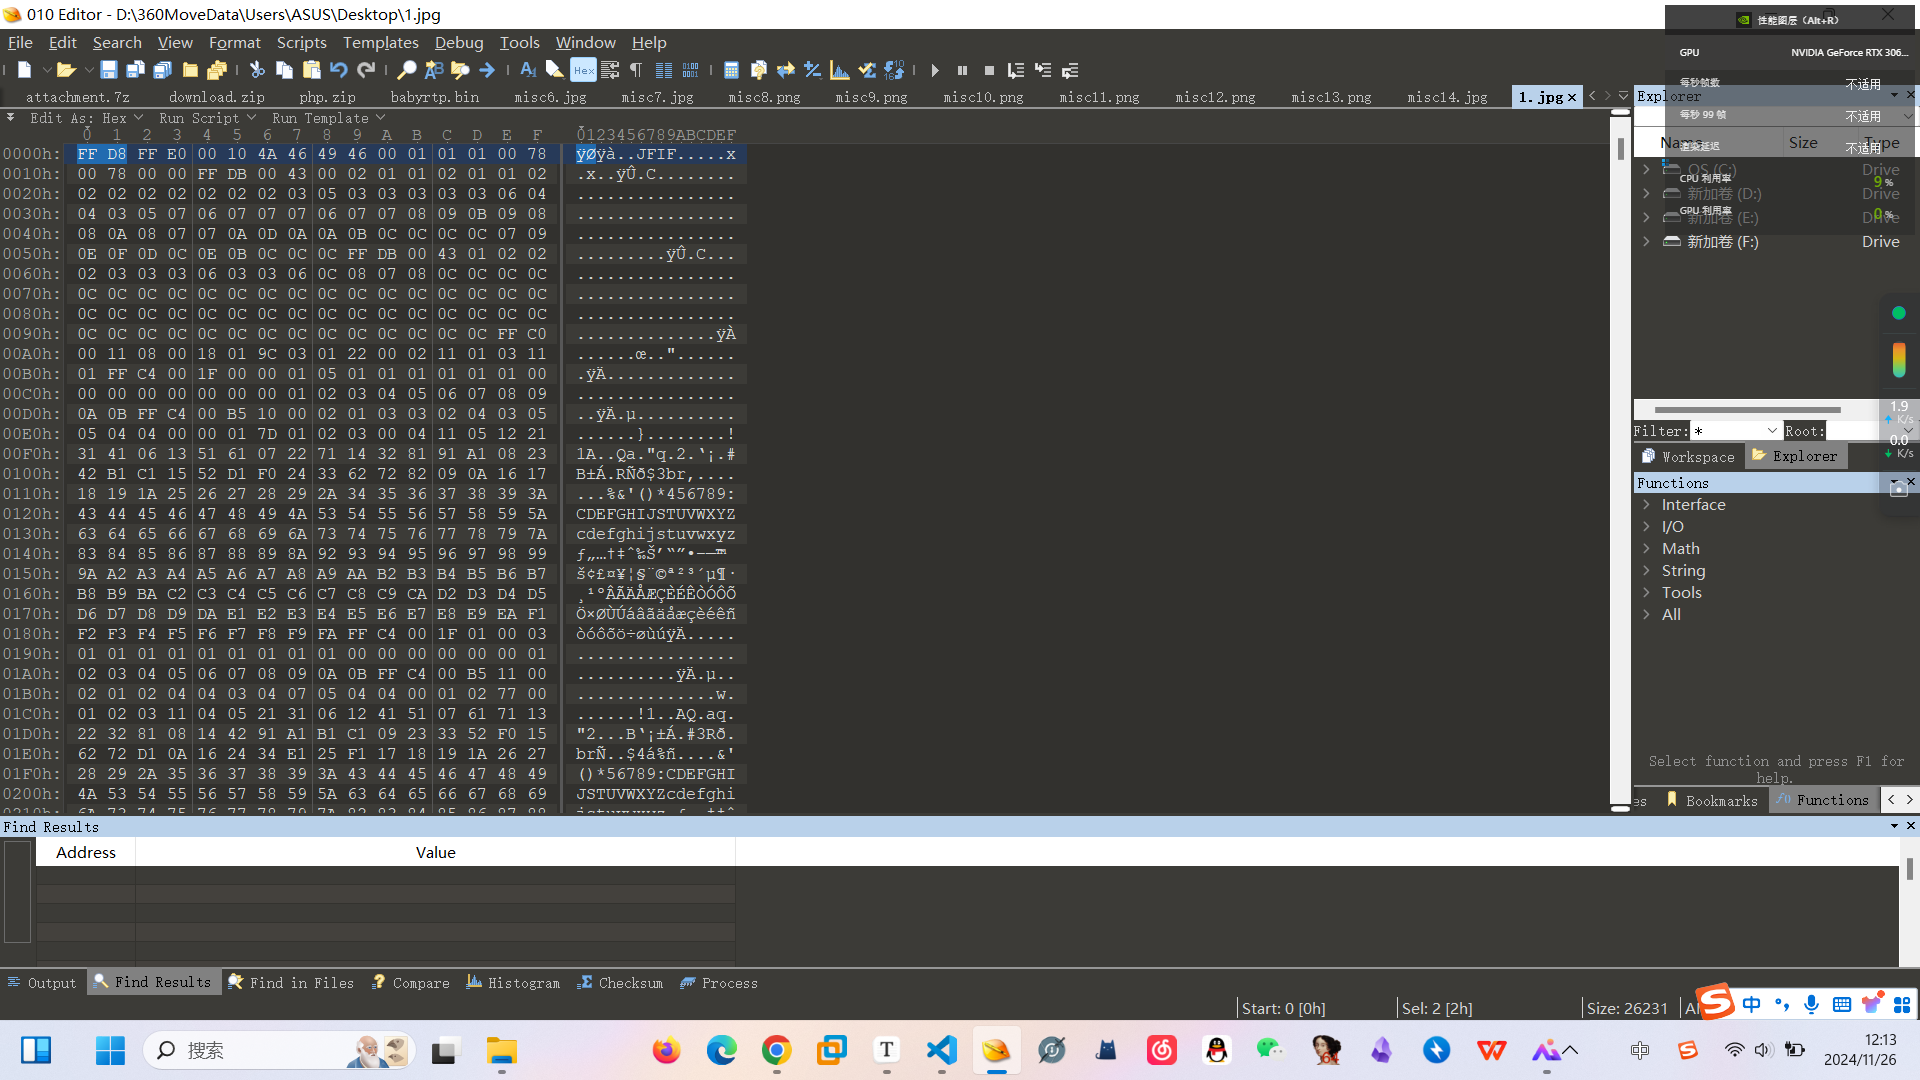 010 Editor - D:\360MoveData\Users\ASUS\Desktop\1.jpg
性能图层（Alt+R）
File Edit Search View Format Scripts Templates Debug Tools Window Help
GPU NVIDIA GeForce RTX 306...
每秒帧数 不适用
attachment.7z download.zip php.zip babyrtp.bin misc6.jpg misc7.jpg misc8.png misc9.png misc10.png misc11.png misc12.png misc13.png misc14.jpg 1.jpg ×
Explorer
每秒 99 帧 不适用
Edit As: Hex Run Script Run Template
0 1 2 3 4 5 6 7 8 9 A B C D E F 0123456789ABCDEF
Name Size Type
渲染延迟 不适用
0000h: FF D8 FF E0 00 10 4A 46 49 46 00 01 01 01 00 78 ÿØÿà..JFIF.....x
0010h: 00 78 00 00 FF DB 00 43 00 02 01 01 02 01 01 02 .x..ÿÛ.C........
0020h: 02 02 02 02 02 02 02 03 05 03 03 03 03 03 06 04 ................
0030h: 04 03 05 07 06 07 07 07 06 07 07 08 09 0B 09 08 ................
0040h: 08 0A 08 07 07 0A 0D 0A 0A 0B 0C 0C 0C 0C 07 09 ................
0050h: 0E 0F 0D 0C 0E 0B 0C 0C 0C FF DB 00 43 01 02 02 .........ÿÛ.C...
0060h: 02 03 03 03 06 03 03 06 0C 08 07 08 0C 0C 0C 0C ................
0070h: 0C 0C 0C 0C 0C 0C 0C 0C 0C 0C 0C 0C 0C 0C 0C 0C ................
0080h: 0C 0C 0C 0C 0C 0C 0C 0C 0C 0C 0C 0C 0C 0C 0C 0C ................
0090h: 0C 0C 0C 0C 0C 0C 0C 0C 0C 0C 0C 0C 0C 0C FF C0 ..............ÿÀ
00A0h: 00 11 08 00 18 01 9C 03 01 22 00 02 11 01 03 11 ......œ.."......
00B0h: 01 FF C4 00 1F 00 00 01 05 01 01 01 01 01 01 00 .ÿÄ.............
00C0h: 00 00 00 00 00 00 00 01 02 03 04 05 06 07 08 09 ................
00D0h: 0A 0B FF C4 00 B5 10 00 02 01 03 03 02 04 03 05 ..ÿÄ.µ..........
00E0h: 05 04 04 00 00 01 7D 01 02 03 00 04 11 05 12 21 ......}........!
00F0h: 31 41 06 13 51 61 07 22 71 14 32 81 91 A1 08 23 1A..Qa."q.2.‘¡.#
0100h: 42 B1 C1 15 52 D1 F0 24 33 62 72 82 09 0A 16 17 B±Á.RÑð$3br‚....
0110h: 18 19 1A 25 26 27 28 29 2A 34 35 36 37 38 39 3A ...%&'()*456789:
0120h: 43 44 45 46 47 48 49 4A 53 54 55 56 57 58 59 5A CDEFGHIJSTUVWXYZ
0130h: 63 64 65 66 67 68 69 6A 73 74 75 76 77 78 79 7A cdefghijstuvwxyz
0140h: 83 84 85 86 87 88 89 8A 92 93 94 95 96 97 98 99 ƒ„…†‡ˆ‰Š’“”•–—˜™
0150h: 9A A2 A3 A4 A5 A6 A7 A8 A9 AA B2 B3 B4 B5 B6 B7 š¢£¤¥¦§¨©ª²³´µ¶·
0160h: B8 B9 BA C2 C3 C4 C5 C6 C7 C8 C9 CA D2 D3 D4 D5 ¸¹ºÂÃÄÅÆÇÈÉÊÒÓÔÕ
0170h: D6 D7 D8 D9 DA E1 E2 E3 E4 E5 E6 E7 E8 E9 EA F1 Ö×ØÙÚáâãäåæçèéêñ
0180h: F2 F3 F4 F5 F6 F7 F8 F9 FA FF C4 00 1F 01 00 03 òóôõö÷øùúÿÄ.....
0190h: 01 01 01 01 01 01 01 01 01 00 00 00 00 00 00 01 ................
01A0h: 02 03 04 05 06 07 08 09 0A 0B FF C4 00 B5 11 00 ..........ÿÄ.µ..
01B0h: 02 01 02 04 04 03 04 07 05 04 04 00 01 02 77 00 ..............w.
01C0h: 01 02 03 11 04 05 21 31 06 12 41 51 07 61 71 13 ......!1..AQ.aq.
01D0h: 22 32 81 08 14 42 91 A1 B1 C1 09 23 33 52 F0 15 "2...B‘¡±Á.#3Rð.
01E0h: 62 72 D1 0A 16 24 34 E1 25 F1 17 18 19 1A 26 27 brÑ..$4á%ñ....&'
01F0h: 28 29 2A 35 36 37 38 39 3A 43 44 45 46 47 48 49 ()*56789:CDEFGHI
0200h: 4A 53 54 55 56 57 58 59 5A 63 64 65 66 67 68 69 JSTUVWXYZcdefghi
OS (C:) Drive
CPU 利用率 9 %
新加卷 (D:) Drive
GPU 利用率 0 %
新加卷 (E:) Drive
新加卷 (F:) Drive
1.9
K/s
Filter: * Root:
0.0
K/s
Workspace Explorer
Functions
Interface
I/O
Math
String
Tools
All
Select function and press F1 for
help.
es Bookmarks Functions
Find Results
Address Value
Output Find Results Find in Files Compare Histogram Checksum Process
Start: 0 [0h] Sel: 2 [2h] Size: 26231
中
搜索
中
12:13
2024/11/26